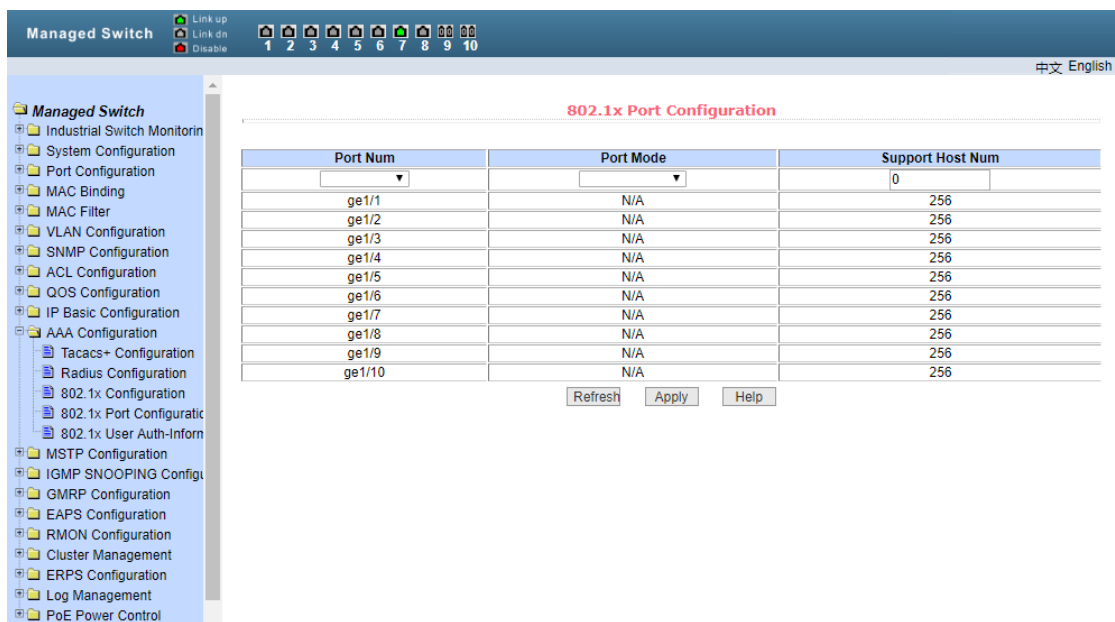 Managed Switch
Link up
Link dn
Disable
1 2 3 4 5 6 7 8 9 10
中文 English
Managed Switch
Industrial Switch Monitorin
System Configuration
Port Configuration
MAC Binding
MAC Filter
VLAN Configuration
SNMP Configuration
ACL Configuration
QOS Configuration
IP Basic Configuration
AAA Configuration
Tacacs+ Configuration
Radius Configuration
802.1x Configuration
802.1x Port Configuratio
802.1x User Auth-Inform
MSTP Configuration
IGMP SNOOPING Configu
GMRP Configuration
EAPS Configuration
RMON Configuration
Cluster Management
ERPS Configuration
Log Management
PoE Power Control
802.1x Port Configuration
Port Num Port Mode Support Host Num
0
ge1/1 N/A 256
ge1/2 N/A 256
ge1/3 N/A 256
ge1/4 N/A 256
ge1/5 N/A 256
ge1/6 N/A 256
ge1/7 N/A 256
ge1/8 N/A 256
ge1/9 N/A 256
ge1/10 N/A 256
Refresh Apply Help